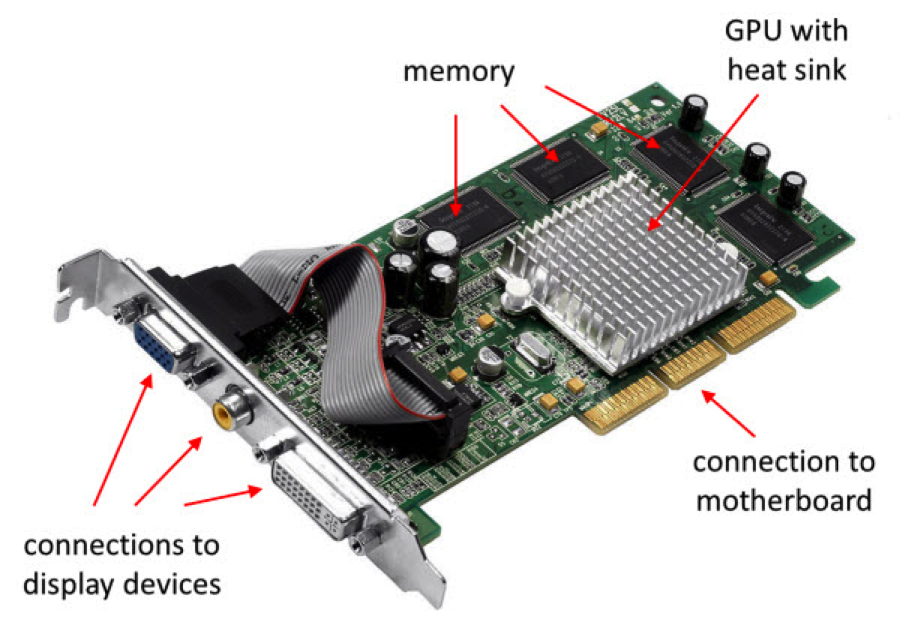 GPU with
heat sink
memory
connection to
motherboard
connections to
display devices